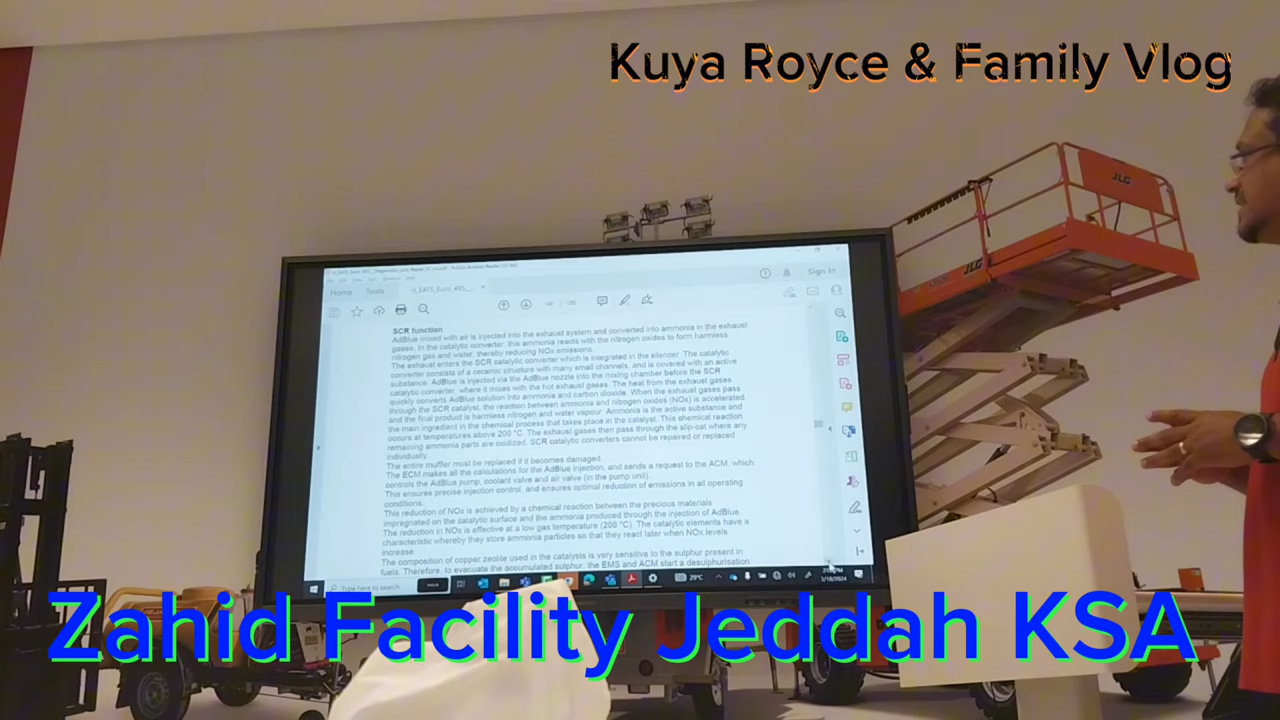 Kuya Royce & Family Vlog
JLG
JLG
Home Tools
Sign In
SCR function
AdBlue mixed with air is injected into the exhaust system and converted into ammonia in the exhaust
gases. In the catalytic converter, this ammonia reacts with the nitrogen oxides to form harmless
nitrogen gas and water, thereby reducing NOx emissions.
The exhaust enters the SCR catalytic converter which is integrated in the silencer. The catalytic
converter consists of a ceramic structure with many small channels, and is covered with an active
substance. AdBlue is injected via the AdBlue nozzle into the mixing chamber before the SCR
catalytic converter, where it mixes with the hot exhaust gases. The heat from the exhaust gases
quickly converts AdBlue solution into ammonia and carbon dioxide. When the exhaust gases pass
through the SCR catalyst, the reaction between ammonia and nitrogen oxides (NOx) is accelerated
and the final product is harmless nitrogen and water vapour. Ammonia is the active substance and
the main ingredient in the chemical process that takes place in the catalyst. This chemical reaction
occurs at temperatures above 200 °C. The exhaust gases then pass through the slip-cat where any
remaining ammonia parts are oxidized. SCR catalytic converters cannot be repaired or replaced
individually.
The entire muffler must be replaced if it becomes damaged.
The ECM makes all the calculations for the AdBlue injection, and sends a request to the ACM, which
controls the AdBlue pump, coolant valve and air valve (in the pump unit).
This ensures precise injection control, and ensures optimal reduction of emissions in all operating
conditions.
This reduction of NOx is achieved by a chemical reaction between the precious materials
impregnated on the catalytic surface and the ammonia produced through the injection of AdBlue.
The reduction in NOx is effective at a low gas temperature (200 °C). The catalytic elements have a
characteristic whereby they store ammonia particles so that they react later when NOx levels
increase.
The composition of copper zeolite used in the catalysts is very sensitive to the sulphur present in
fuels. Therefore, to evacuate the accumulated sulphur, the EMS and ACM start a desulphurisation
Type here to search
29°C
Zahid Facility Jeddah KSA